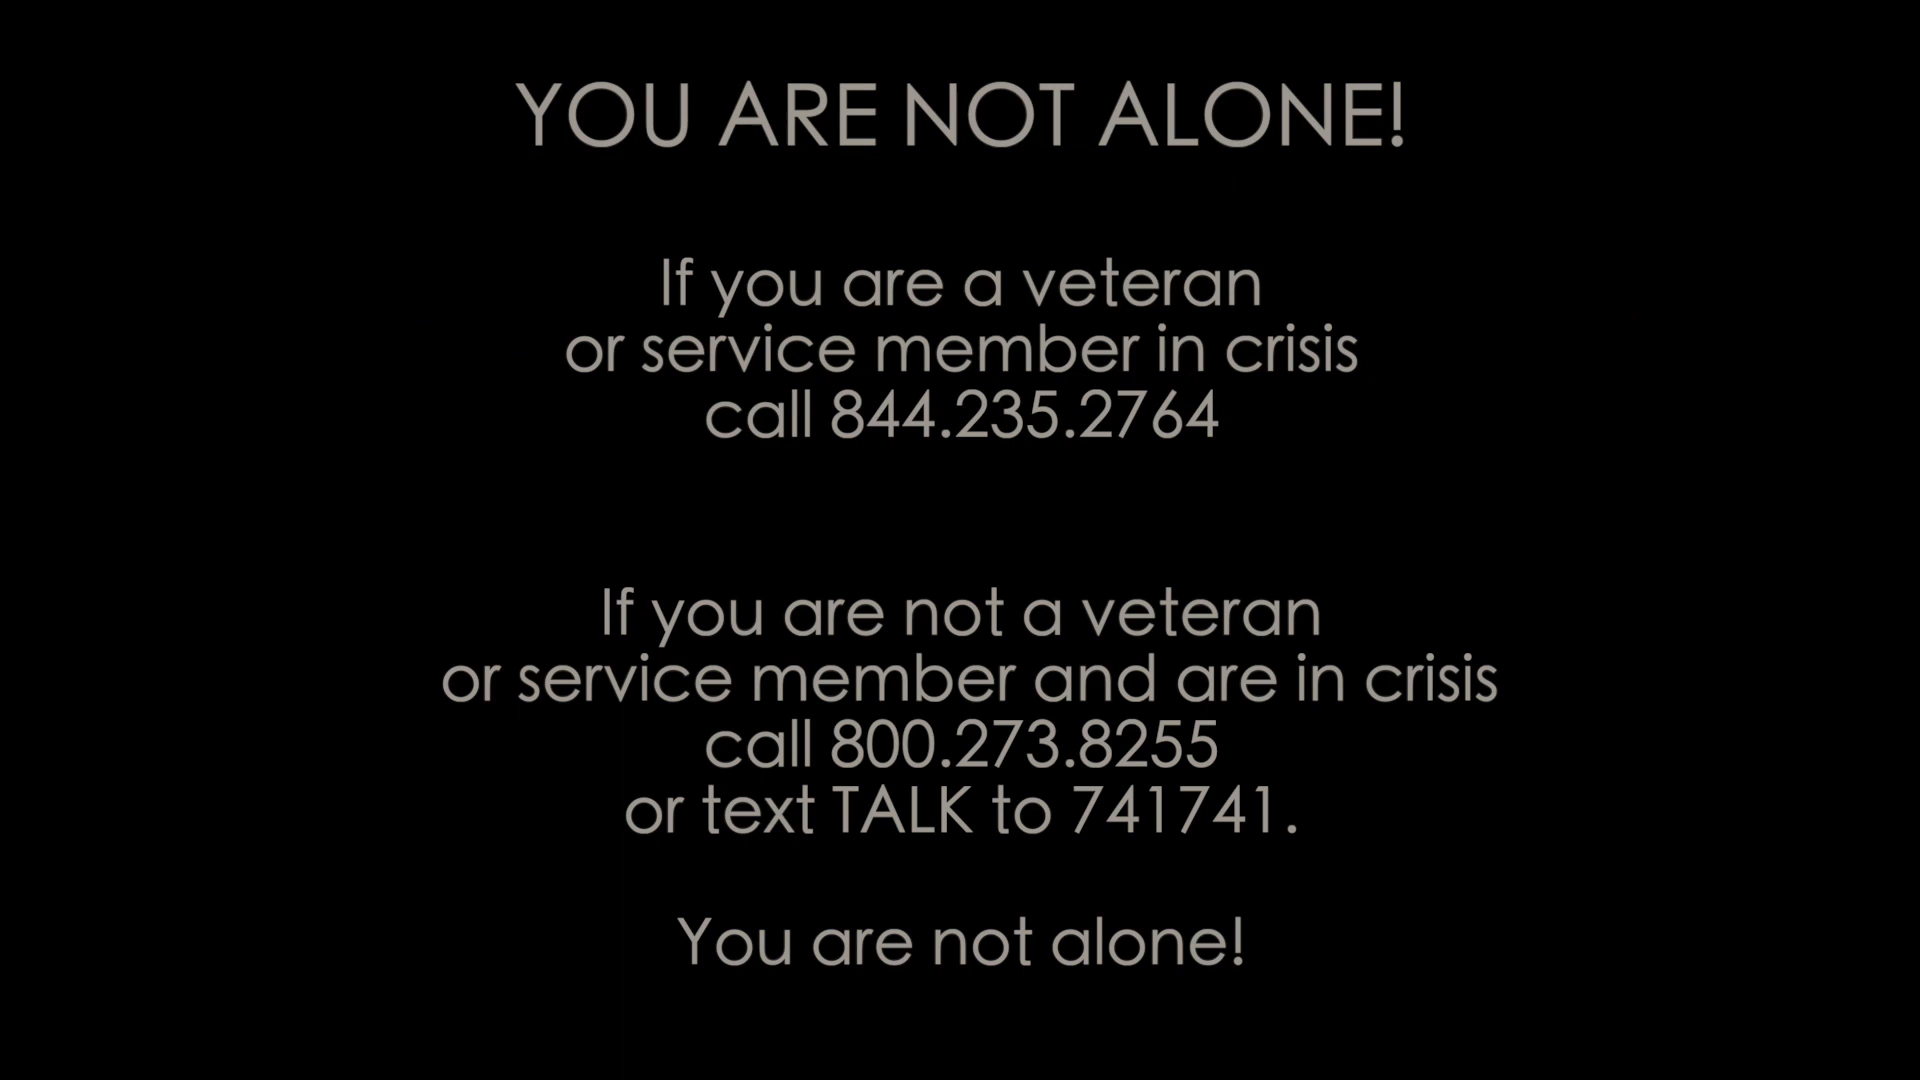 YOU ARE NOT ALONE!
If you are a veteran
or service member in crisis
call 844.235.2764
If you are not a veteran
or service member and are in crisis
call 800.273.8255
or text TALK to 741741.
You are not alone!